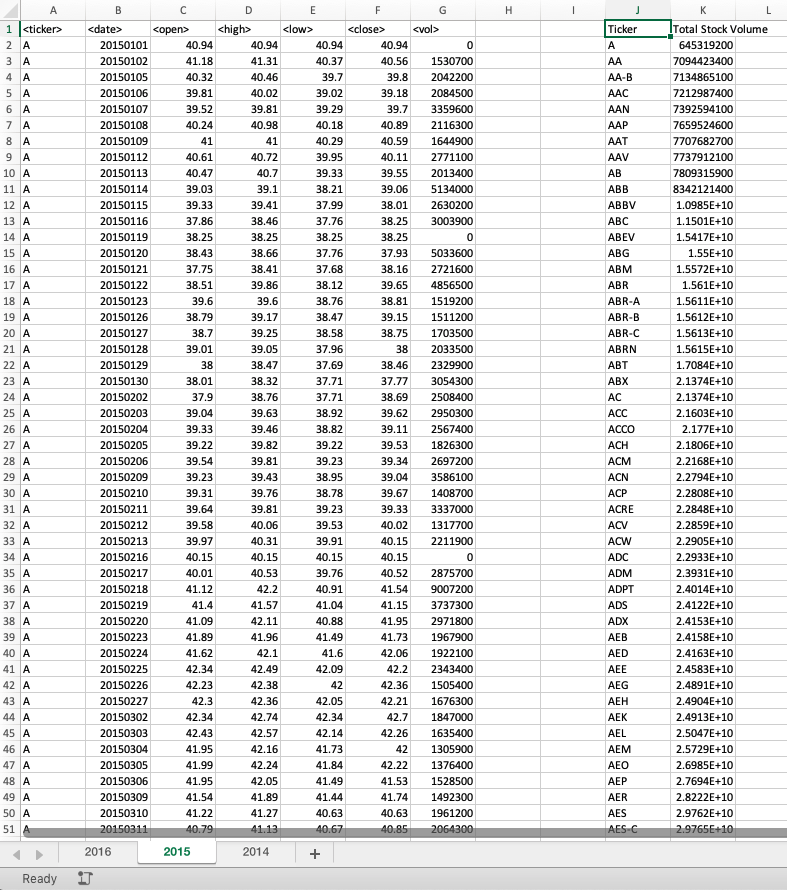 A B C D E F G H I J K L
1 <ticker> <date> <open> <high> <low> <close> <vol> Ticker Total Stock Volume
2 A 20150101 40.94 40.94 40.94 40.94 0 A 645319200
3 A 20150102 41.18 41.31 40.37 40.56 1530700 AA 7094423400
4 A 20150105 40.32 40.46 39.7 39.8 2042200 AA-B 7134865100
5 A 20150106 39.81 40.02 39.02 39.18 2084500 AAC 7212987400
6 A 20150107 39.52 39.81 39.29 39.7 3359600 AAN 7392594100
7 A 20150108 40.24 40.98 40.18 40.89 2116300 AAP 7659524600
8 A 20150109 41 41 40.29 40.59 1644900 AAT 7707682700
9 A 20150112 40.61 40.72 39.95 40.11 2771100 AAV 7737912100
10 A 20150113 40.47 40.7 39.33 39.55 2013400 AB 7809315900
11 A 20150114 39.03 39.1 38.21 39.06 5134000 ABB 8342121400
12 A 20150115 39.33 39.41 37.99 38.01 2630200 ABBV 1.0985E+10
13 A 20150116 37.86 38.46 37.76 38.25 3003900 ABC 1.1501E+10
14 A 20150119 38.25 38.25 38.25 38.25 0 ABEV 1.5417E+10
15 A 20150120 38.43 38.66 37.76 37.93 5033600 ABG 1.55E+10
16 A 20150121 37.75 38.41 37.68 38.16 2721600 ABM 1.5572E+10
17 A 20150122 38.51 39.86 38.12 39.65 4856500 ABR 1.561E+10
18 A 20150123 39.6 39.6 38.76 38.81 1519200 ABR-A 1.5611E+10
19 A 20150126 38.79 39.17 38.47 39.15 1511200 ABR-B 1.5612E+10
20 A 20150127 38.7 39.25 38.58 38.75 1703500 ABR-C 1.5613E+10
21 A 20150128 39.01 39.05 37.96 38 2033500 ABRN 1.5615E+10
22 A 20150129 38 38.47 37.69 38.46 2329900 ABT 1.7084E+10
23 A 20150130 38.01 38.32 37.71 37.77 3054300 ABX 2.1374E+10
24 A 20150202 37.9 38.76 37.71 38.69 2508400 AC 2.1374E+10
25 A 20150203 39.04 39.63 38.92 39.62 2950300 ACC 2.1603E+10
26 A 20150204 39.33 39.46 38.82 39.11 2567400 ACCO 2.177E+10
27 A 20150205 39.22 39.82 39.22 39.53 1826300 ACH 2.1806E+10
28 A 20150206 39.54 39.81 39.23 39.34 2697200 ACM 2.2168E+10
29 A 20150209 39.23 39.43 38.95 39.04 3586100 ACN 2.2794E+10
30 A 20150210 39.31 39.76 38.78 39.67 1408700 ACP 2.2808E+10
31 A 20150211 39.64 39.81 39.23 39.33 3337000 ACRE 2.2848E+10
32 A 20150212 39.58 40.06 39.53 40.02 1317700 ACV 2.2859E+10
33 A 20150213 39.97 40.31 39.91 40.15 2211900 ACW 2.2905E+10
34 A 20150216 40.15 40.15 40.15 40.15 0 ADC 2.2933E+10
35 A 20150217 40.01 40.53 39.76 40.52 2875700 ADM 2.3931E+10
36 A 20150218 41.12 42.2 40.91 41.54 9007200 ADPT 2.4014E+10
37 A 20150219 41.4 41.57 41.04 41.15 3737300 ADS 2.4122E+10
38 A 20150220 41.09 42.11 40.88 41.95 2971800 ADX 2.4153E+10
39 A 20150223 41.89 41.96 41.49 41.73 1967900 AEB 2.4158E+10
40 A 20150224 41.62 42.1 41.6 42.06 1922100 AED 2.4163E+10
41 A 20150225 42.34 42.49 42.09 42.2 2343400 AEE 2.4583E+10
42 A 20150226 42.23 42.38 42 42.36 1505400 AEG 2.4891E+10
43 A 20150227 42.3 42.36 42.05 42.21 1676300 AEH 2.4904E+10
44 A 20150302 42.34 42.74 42.34 42.7 1847000 AEK 2.4913E+10
45 A 20150303 42.43 42.57 42.14 42.26 1635400 AEL 2.5047E+10
46 A 20150304 41.95 42.16 41.73 42 1305900 AEM 2.5729E+10
47 A 20150305 41.99 42.24 41.84 42.22 1376400 AEO 2.6985E+10
48 A 20150306 41.95 42.05 41.49 41.53 1528500 AEP 2.7694E+10
49 A 20150309 41.54 41.89 41.44 41.74 1492300 AER 2.8222E+10
50 A 20150310 41.22 41.27 40.63 40.63 1961200 AES 2.9762E+10
51 A 20150311 40.79 41.13 40.67 40.85 2064300 AES-C 2.9765E+10
2016 2015 2014 +
Ready